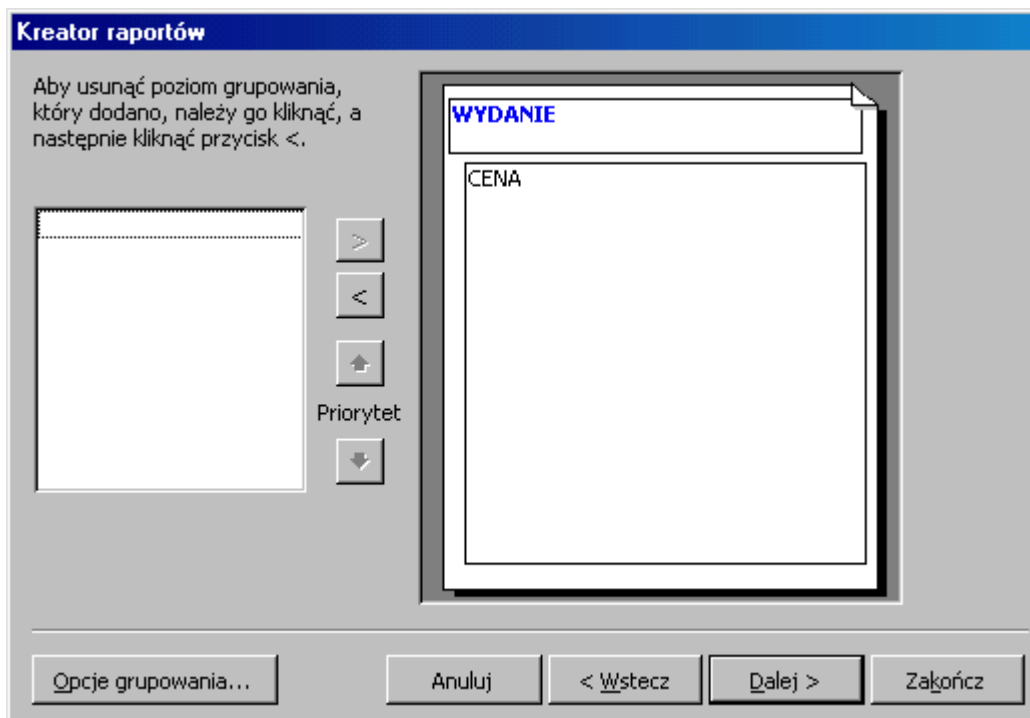 Kreator raportów
Aby usunąć poziom grupowania,
który dodano, należy go kliknąć, a
następnie kliknąć przycisk <.
WYDANIE
CENA
>
<
Priorytet
Opcje grupowania...
Anuluj
< Wstecz
Dalej >
Zakończ